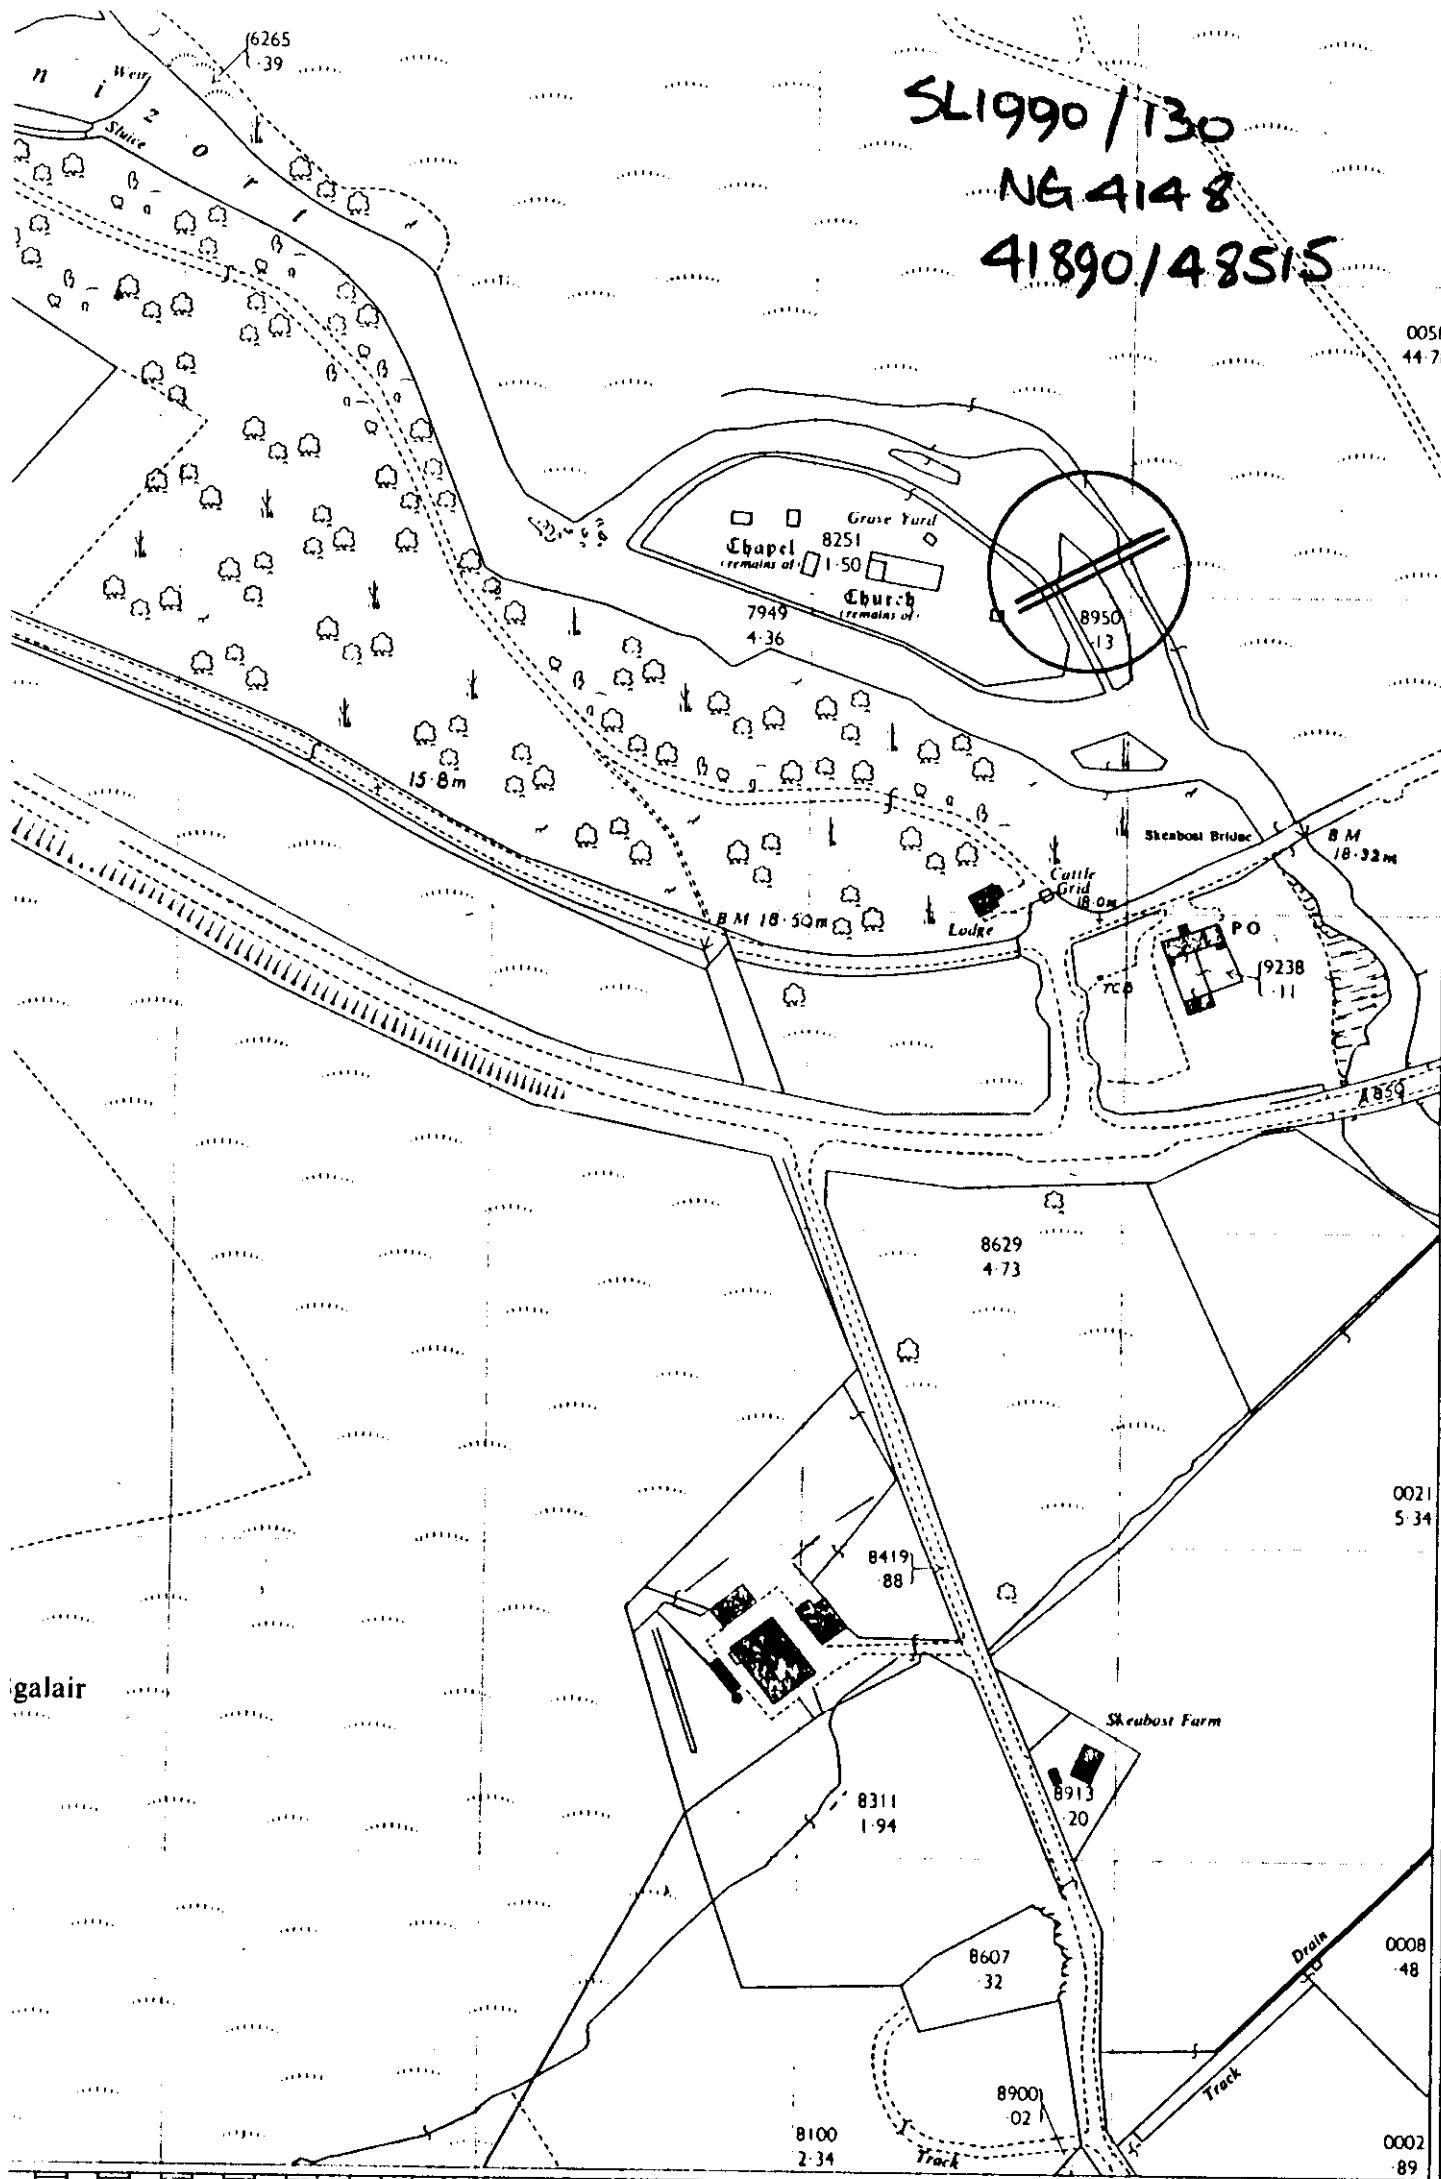 6265
·39
n i z o r t
Weir
Sluice
SL1990/130
NG 4148
41890/48515
44·7
Grave Yard
Chapel
(remains of)
8251
1·50
Church
(remains of)
7949
4·36
8950
·13
15·8m
Skeabost Bridge
B M
18·32m
Cattle
Grid
18·0m
B M 18·50m
Lodge
PO
TCB
9238
·11
A850
8629
4·73
0021
5·34
8419
·88
galair
Skeabost Farm
8913
·20
8311
1·94
8607
·32
Drain
0008
·48
Track
8900
·02
8100
2·34
Track
0002
·89